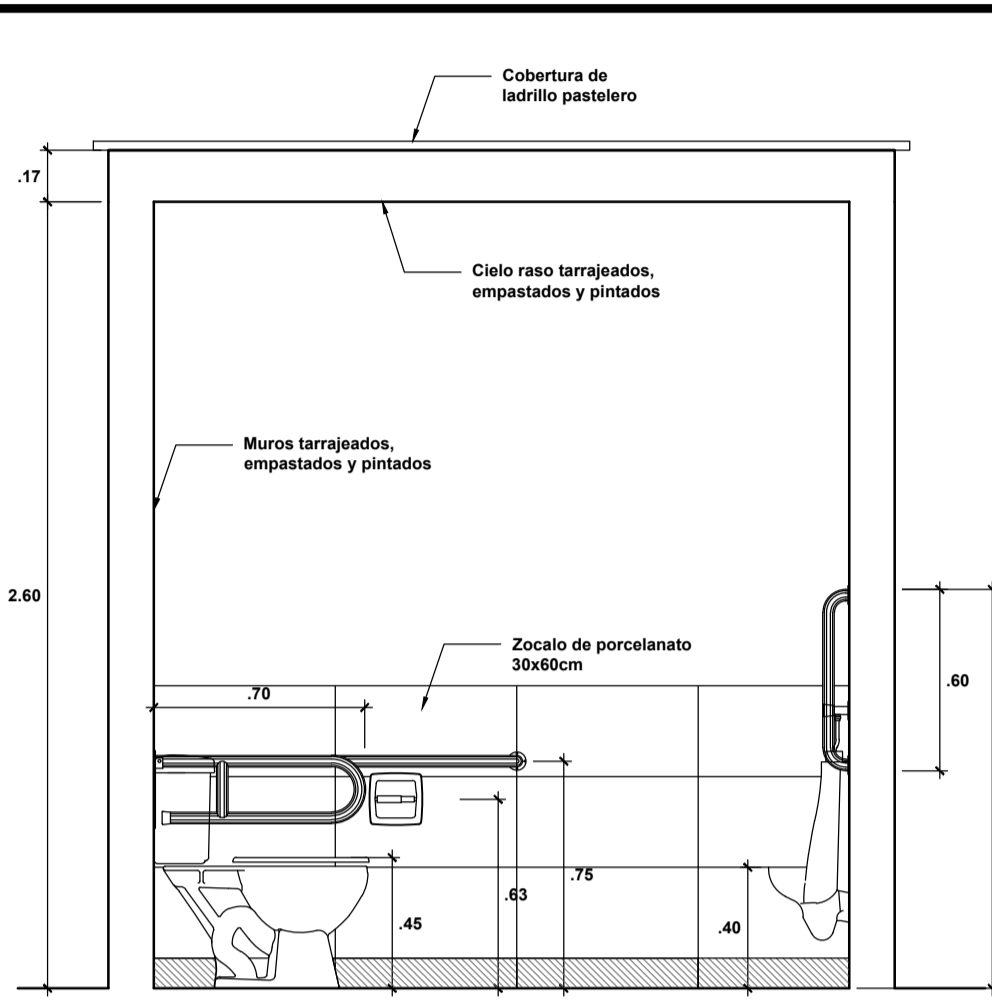 Cobertura de
ladrillo pastelero
.17
Cielo raso tarrajeados,
empastados y pintados
Muros tarrajeados,
empastados y pintados
2.60
Zocalo de porcelanato
30x60cm
.60
.70
.75
.63
.45
.40